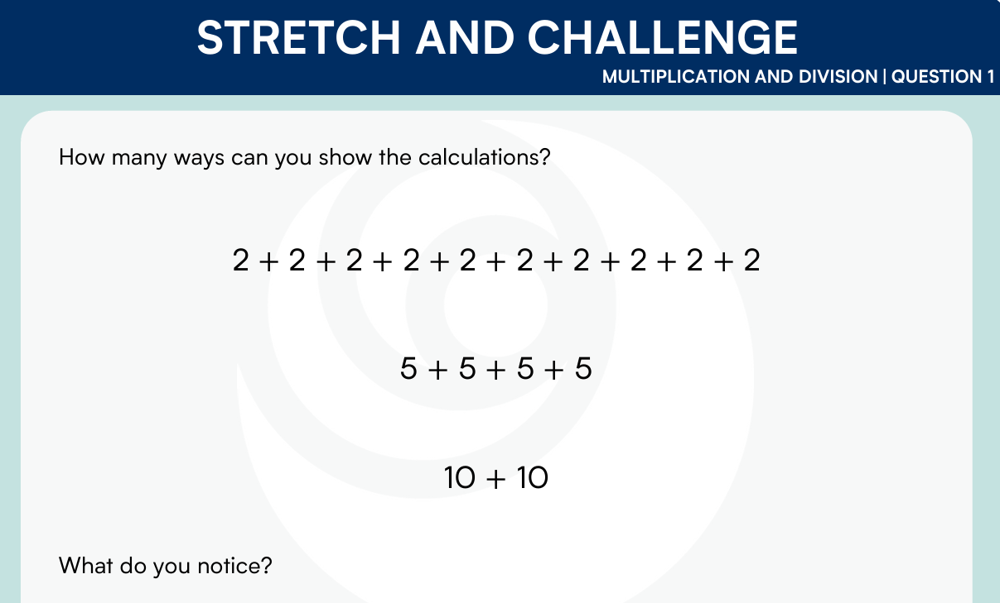 STRETCH AND CHALLENGE
MULTIPLICATION AND DIVISION | QUESTION 1
How many ways can you show the calculations?
2 + 2 + 2 + 2 + 2 + 2 + 2 + 2 + 2 + 2
5 + 5 + 5 + 5
10 + 10
What do you notice?